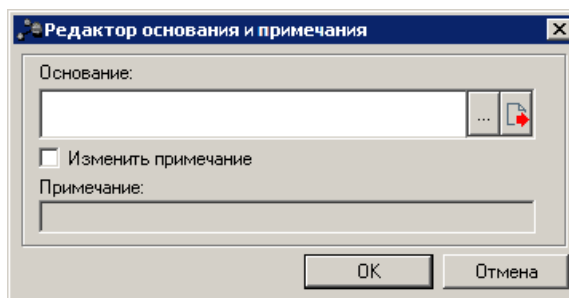 Редактор основания и примечания
Основание:
...
Изменить примечание
Примечание:
OK
Отмена